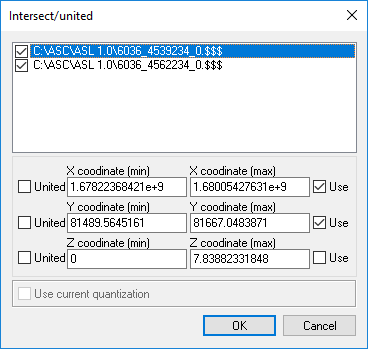 Intersect/united
C:\ASC\ASL 1.0\6036_4539234_0.$$$
C:\ASC\ASL 1.0\6036_4562234_0.$$$
X coodinate (min) X coodinate (max)
United 1.67822368421e+9 1.68005427631e+9 Use
Y coodinate (min) Y coodinate (max)
United 81489.5645161 81667.0483871 Use
Z coodinate (min) Z coodinate (max)
United 0 7.83882331848 Use
Use current quantization
OK Cancel